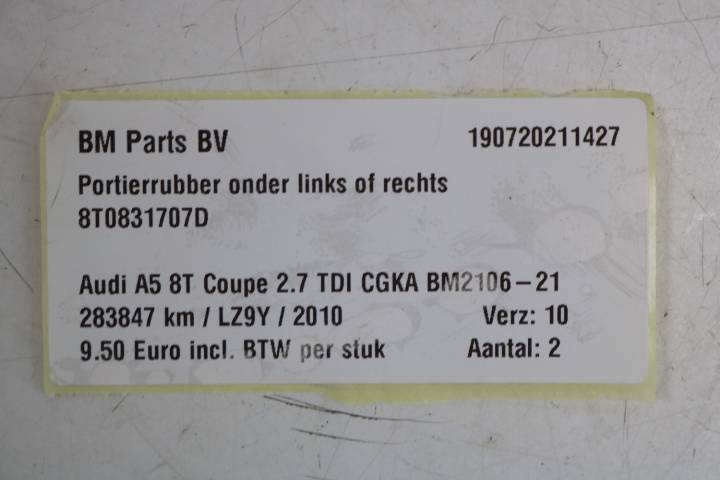 BM Parts BV 190720211427
Portierrubber onder links of rechts
8T0831707D
Audi A5 8T Coupe 2.7 TDI CGKA BM2106-21
283847 km / LZ9Y / 2010 Verz: 10
9.50 Euro incl. BTW per stuk Aantal: 2